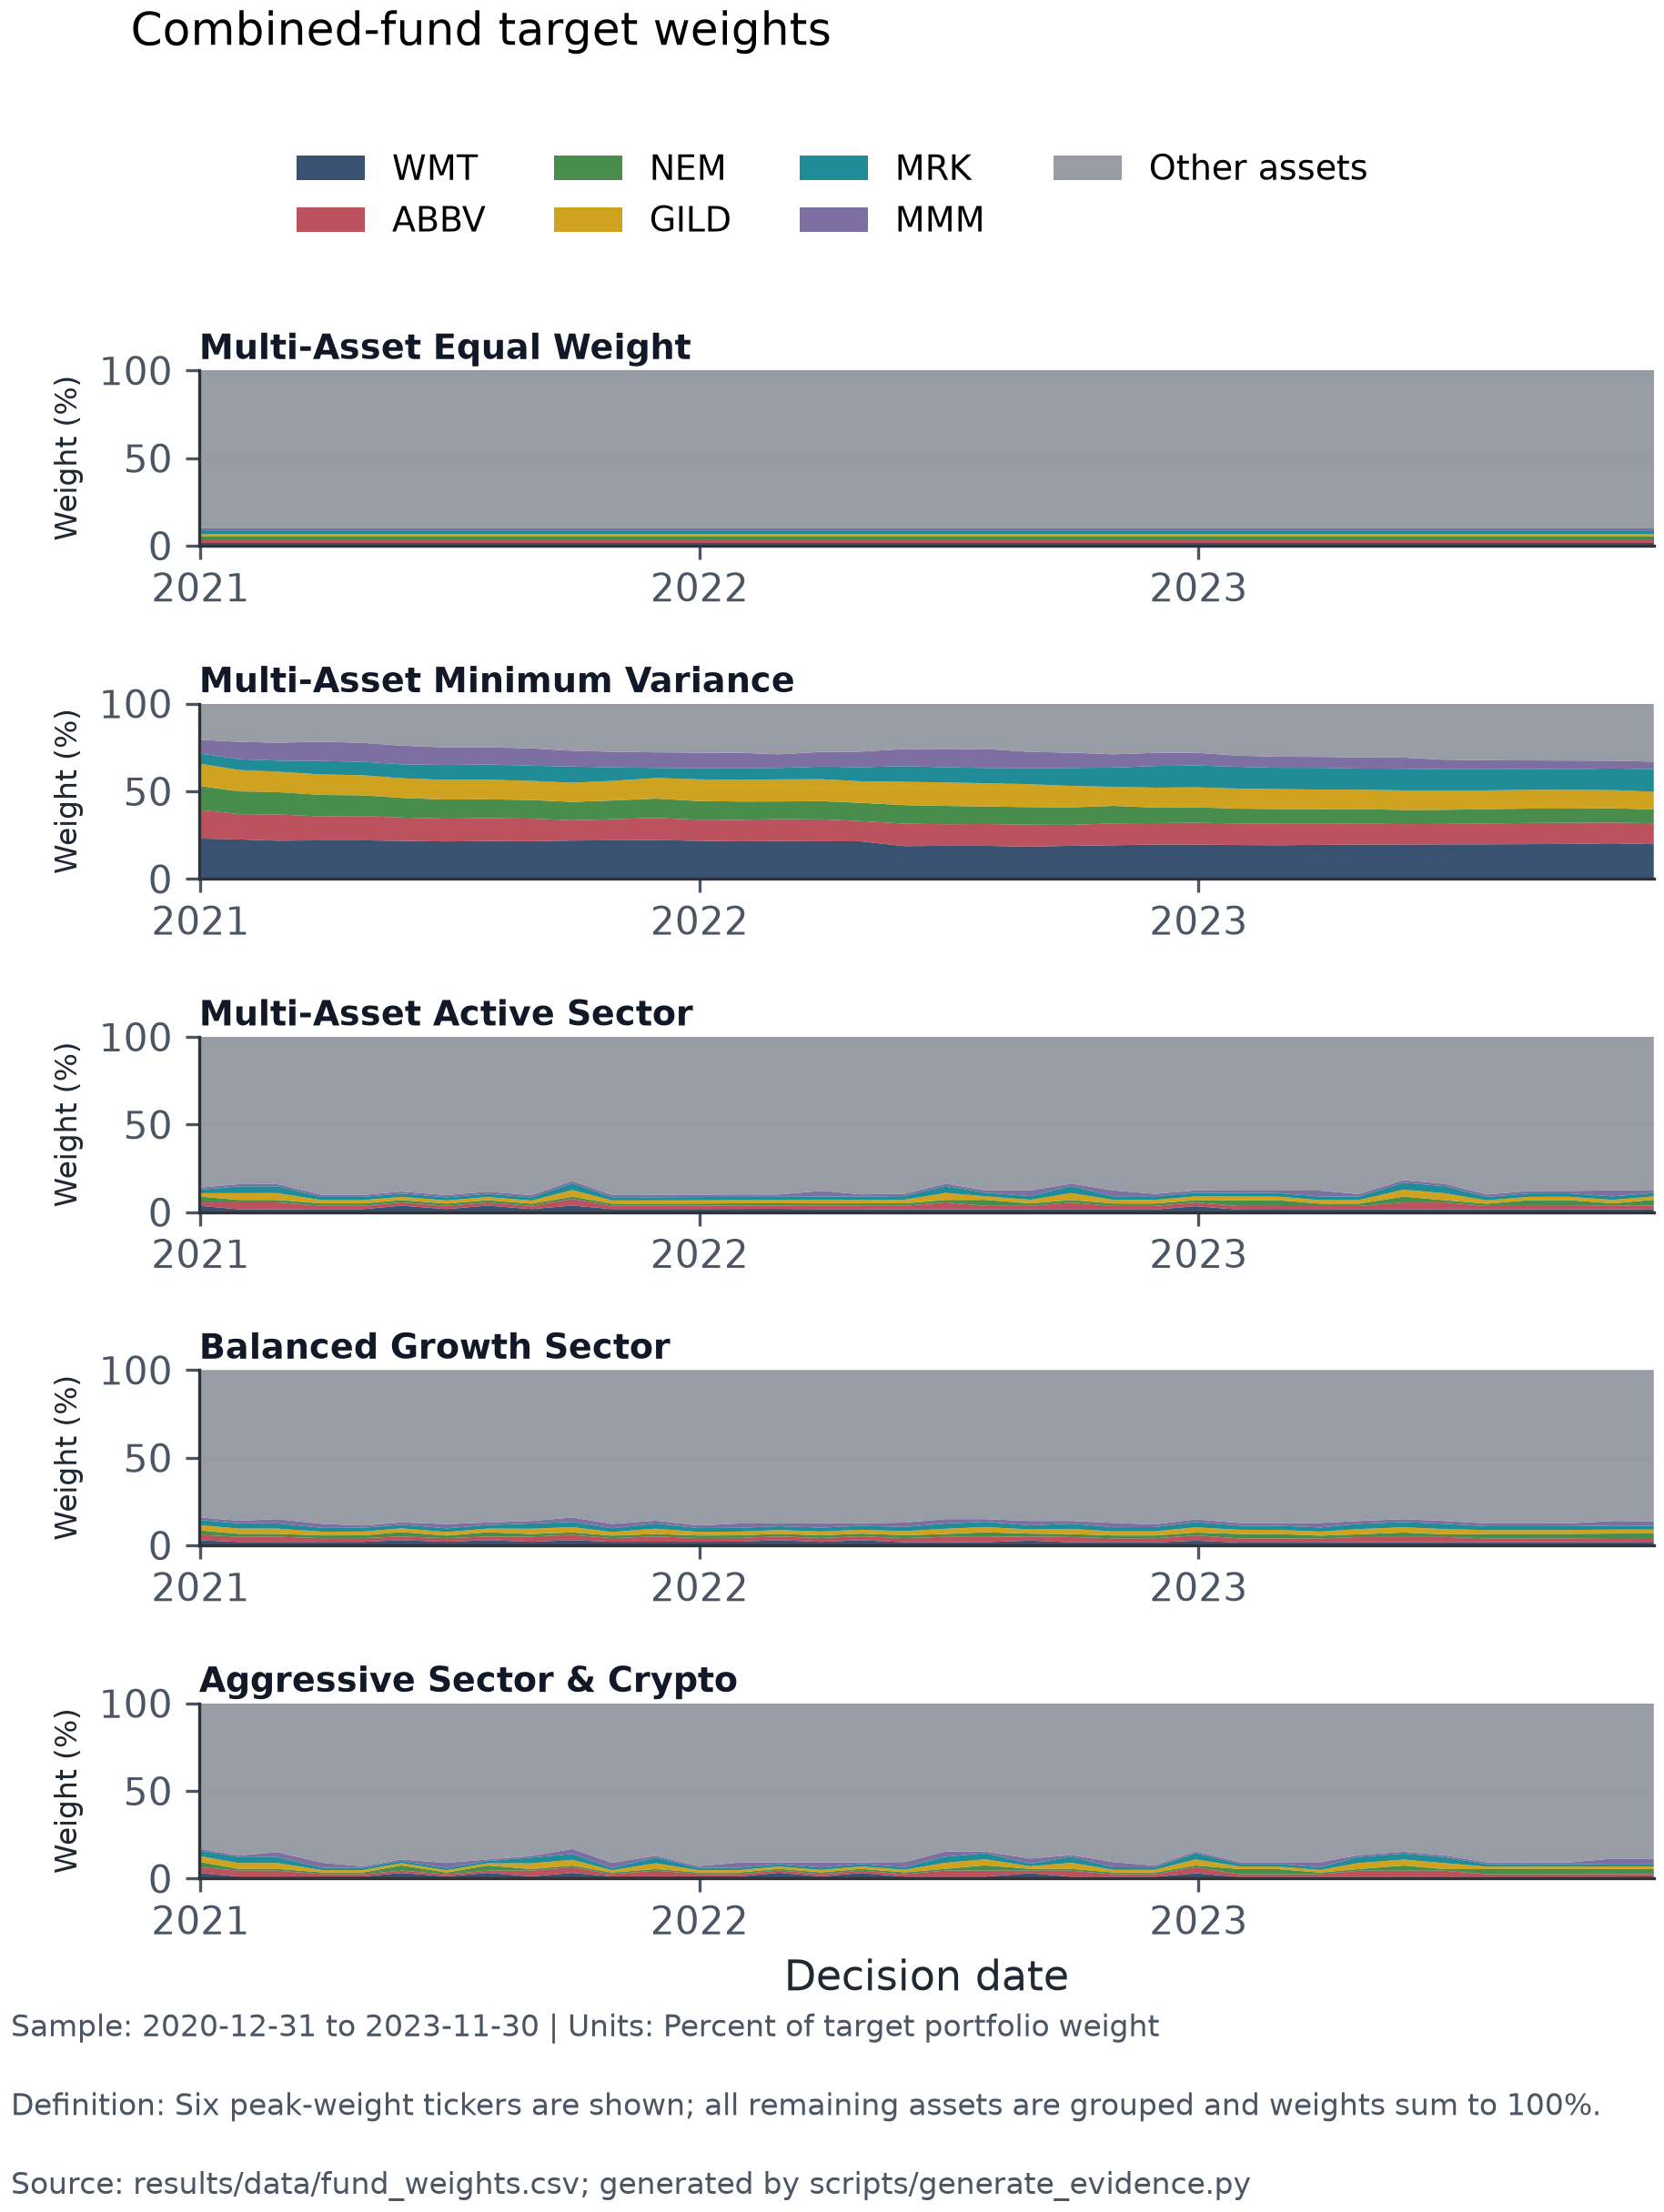 Combined-fund target weights
WMT NEM MRK Other assets
ABBV GILD MMM
Multi-Asset Equal Weight
Weight (%)
100
50
0
2021 2022 2023
Multi-Asset Minimum Variance
Weight (%)
100
50
0
2021 2022 2023
Multi-Asset Active Sector
Weight (%)
100
50
0
2021 2022 2023
Balanced Growth Sector
Weight (%)
100
50
0
2021 2022 2023
Aggressive Sector & Crypto
Weight (%)
100
50
0
2021 2022 2023
Decision date
Sample: 2020-12-31 to 2023-11-30 | Units: Percent of target portfolio weight
Definition: Six peak-weight tickers are shown; all remaining assets are grouped and weights sum to 100%.
Source: results/data/fund_weights.csv; generated by scripts/generate_evidence.py